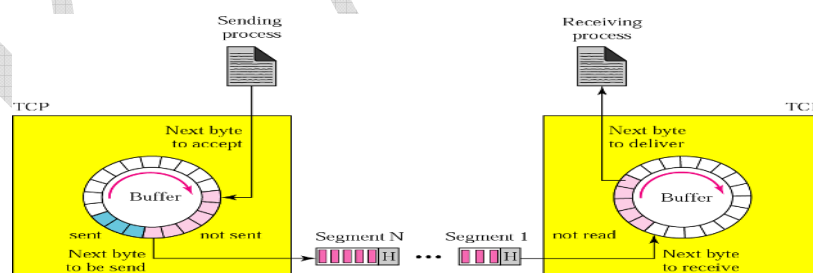 Sending
process
Receiving
process
TCP
Next byte
to accept
Buffer
sent
not sent
Next byte
to be send
Segment N
H
...
Segment 1
H
TCP
Next byte
to deliver
Buffer
not read
Next byte
to receive